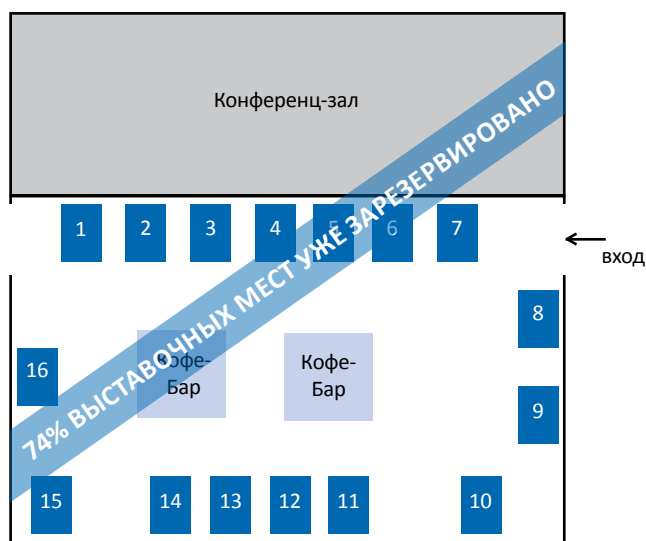 Конференц-зал
74% ВЫСТАВОЧНЫХ МЕСТ УЖЕ ЗАРЕЗЕРВИРОВАНО
1 2 3 4 5 6 7
вход
8
16
Кофе-
Бар
Кофе-
Бар
9
15 14 13 12 11 10